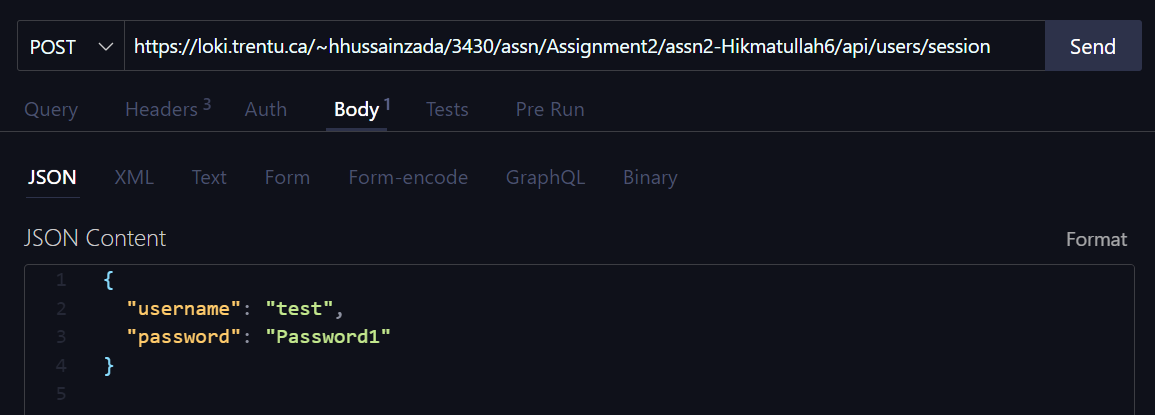 POST https://loki.trentu.ca/~hhussainzada/3430/assn/Assignment2/assn2-Hikmatullah6/api/users/session Send
Query Headers 3 Auth Body 1 Tests Pre Run
JSON XML Text Form Form-encode GraphQL Binary
JSON Content Format
1 {
2 "username": "test",
3 "password": "Password1"
4 }
5